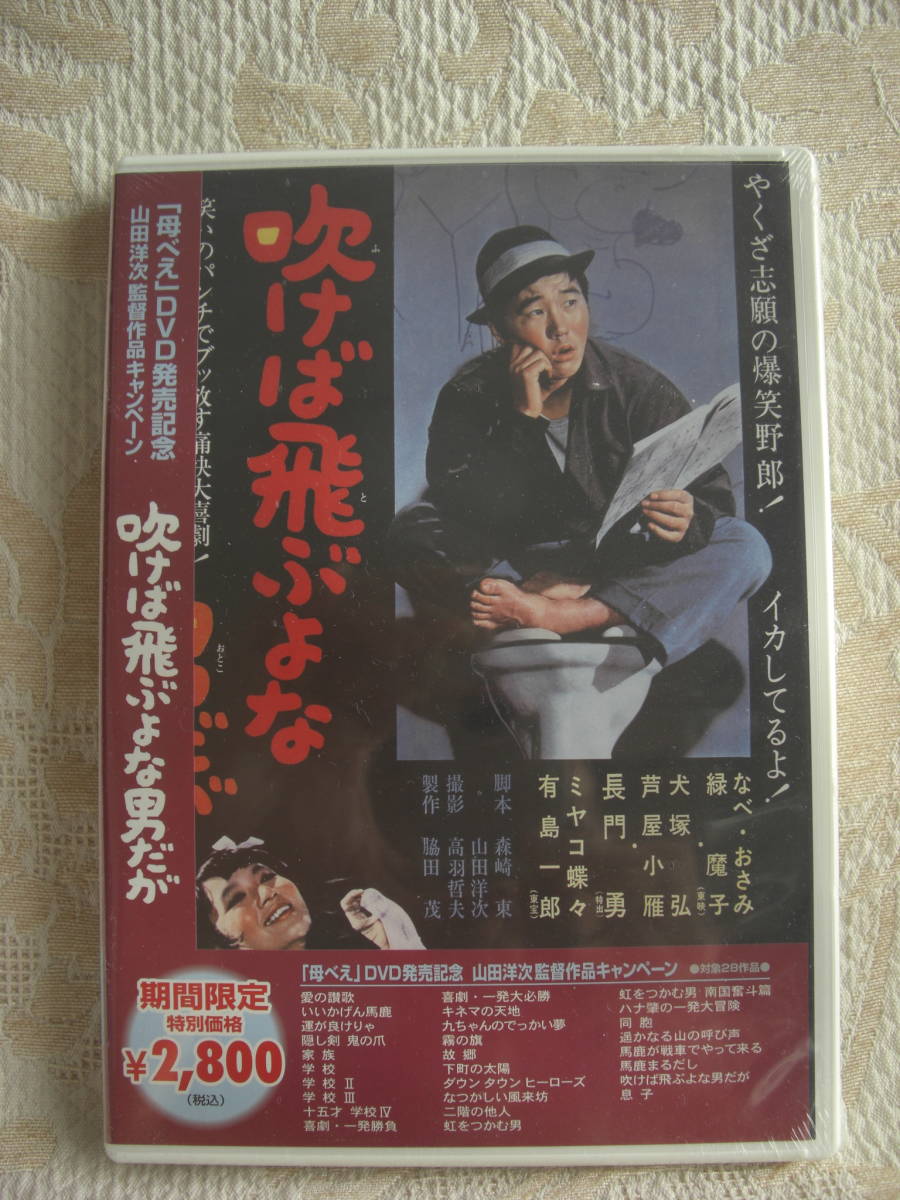 「母べえ」DVD発売記念
山田洋次 監督作品キャンペーン
吹けば飛ぶよな男だが
期間限定
特別価格
¥2,800
(税込)
やくざ志願の爆笑野郎! イカしてるよ!
吹けば飛ぶよな
ふ
と
おとこ
だが
笑いのパンチでブッ放す痛快大喜劇!
なべ・おさみ
緑 魔子(東映)
犬塚 弘
芦屋小雁
長門 勇(特出)
ミヤコ蝶々
有島一郎(東宝)
脚本 森崎 東
山田洋次
撮影 高羽哲夫
製作 脇田 茂
「母べえ」DVD発売記念 山田洋次監督作品キャンペーン ●対象28作品●
愛の讃歌
いいかげん馬鹿
運が良けりゃ
隠し剣 鬼の爪
家 族
学 校
学 校 Ⅱ
学 校 Ⅲ
十五才 学校Ⅳ
喜劇・一発勝負
喜劇・一発大必勝
キネマの天地
九ちゃんのでっかい夢
霧の旗
故 郷
下町の太陽
ダウン タウン ヒーローズ
なつかしい風来坊
二階の他人
虹をつかむ男
虹をつかむ男 南国奮斗篇
ハナ肇の一発大冒険
同 胞
遥かなる山の呼び声
馬鹿が戦車でやって来る
馬鹿まるだし
吹けば飛ぶよな男だが
息 子